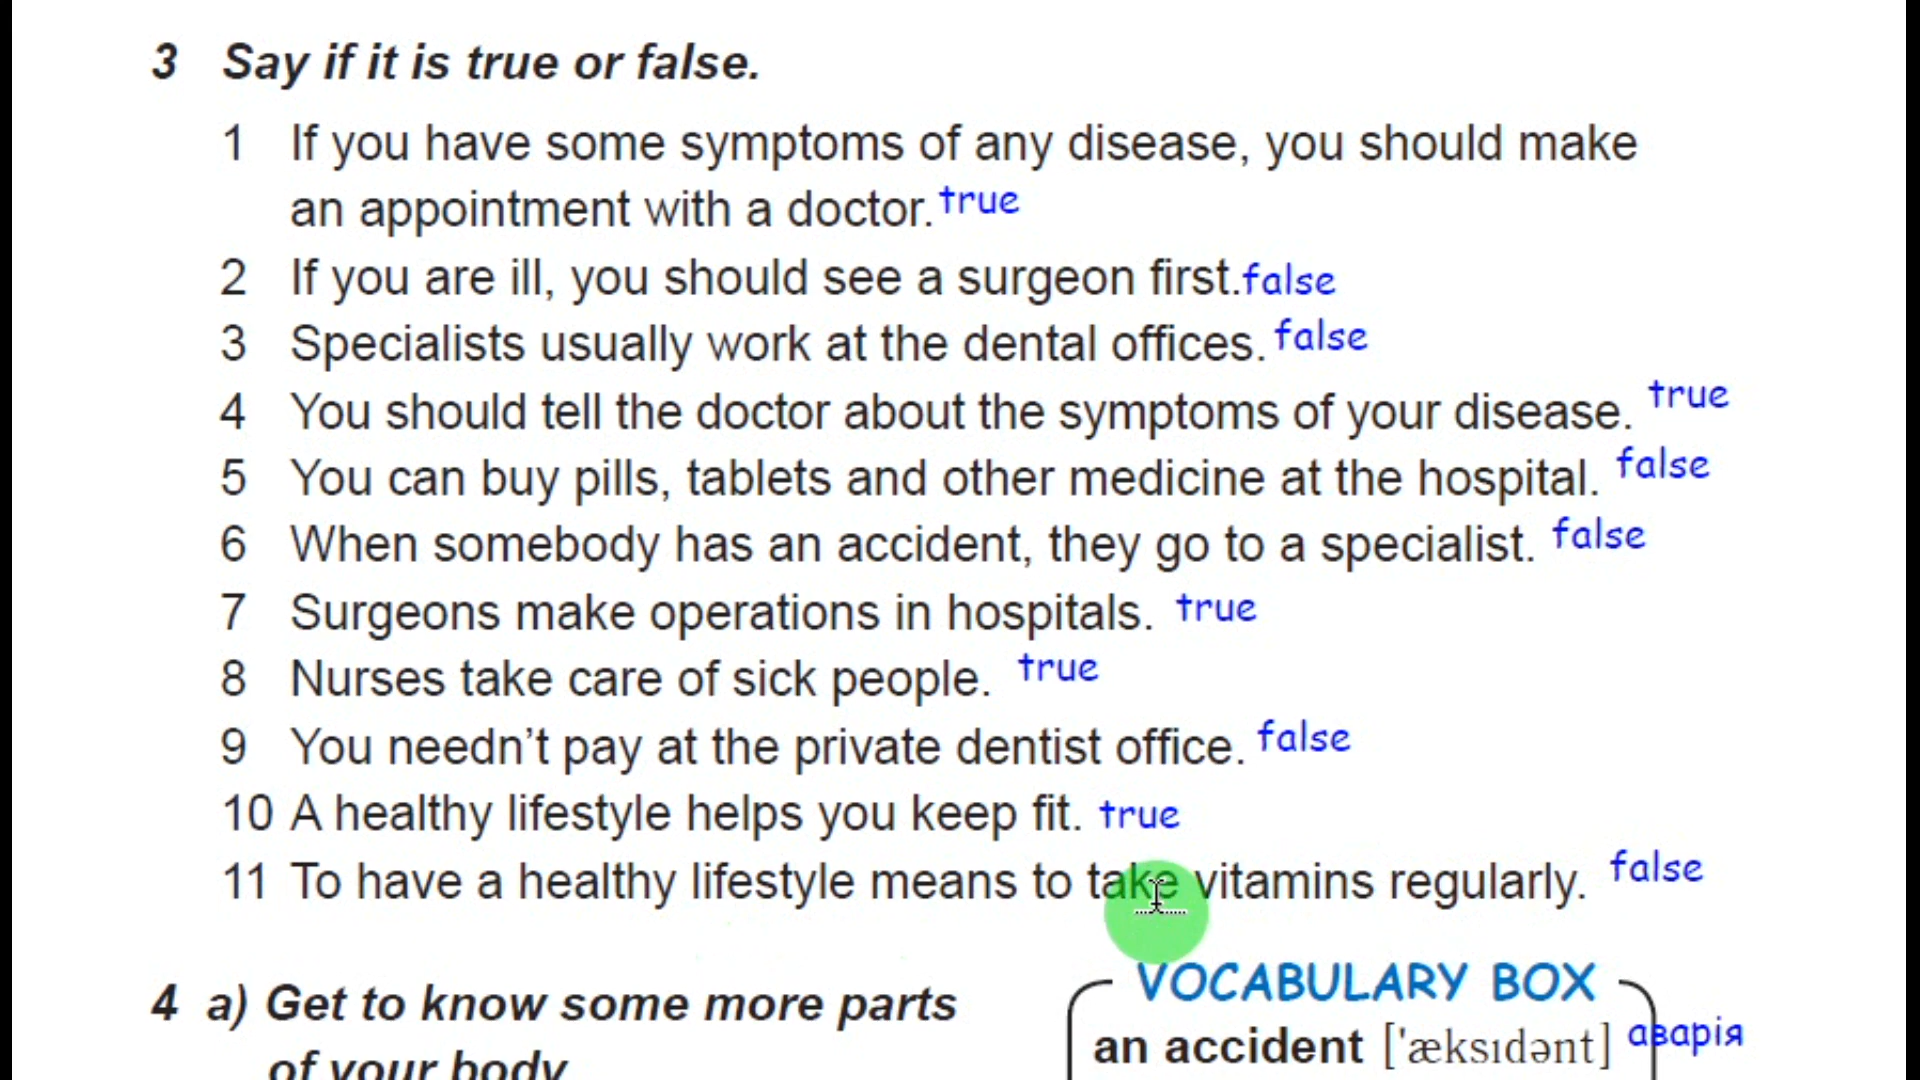 3 Say if it is true or false.
1 If you have some symptoms of any disease, you should make
an appointment with a doctor. true
2 If you are ill, you should see a surgeon first. false
3 Specialists usually work at the dental offices. false
4 You should tell the doctor about the symptoms of your disease. true
5 You can buy pills, tablets and other medicine at the hospital. false
6 When somebody has an accident, they go to a specialist. false
7 Surgeons make operations in hospitals. true
8 Nurses take care of sick people. true
9 You needn’t pay at the private dentist office. false
10 A healthy lifestyle helps you keep fit. true
11 To have a healthy lifestyle means to take vitamins regularly. false
4 a) Get to know some more parts
of your body
VOCABULARY BOX
an accident ['æksıdənt] аварія